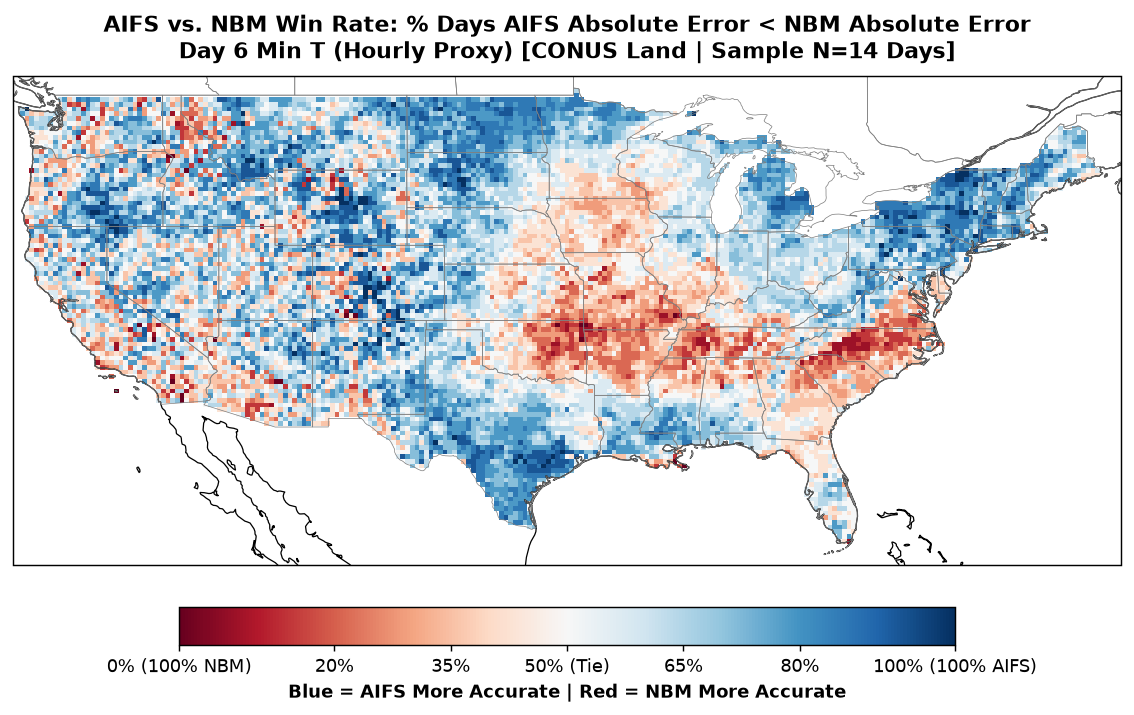 AIFS vs. NBM Win Rate: % Days AIFS Absolute Error < NBM Absolute Error
Day 6 Min T (Hourly Proxy) [CONUS Land | Sample N=14 Days]
0% (100% NBM) 20% 35% 50% (Tie) 65% 80% 100% (100% AIFS)
Blue = AIFS More Accurate | Red = NBM More Accurate